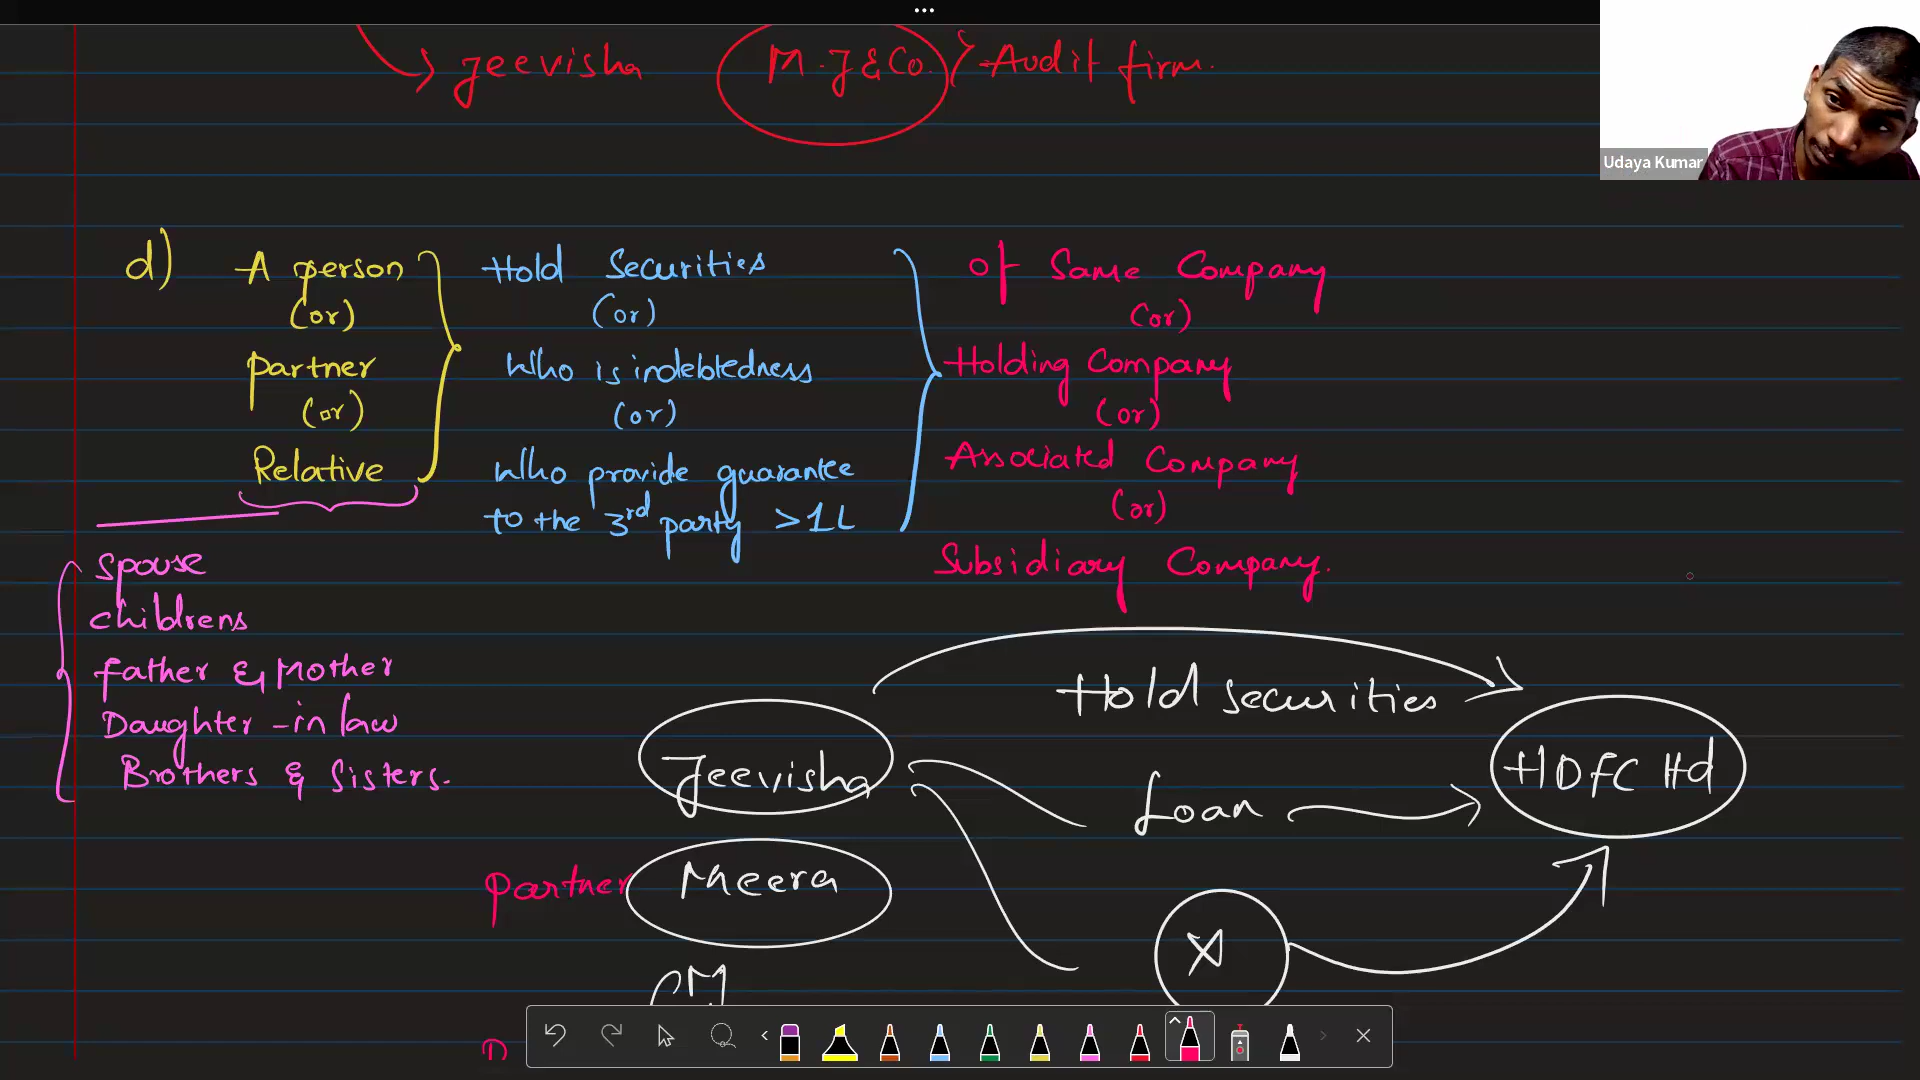 Jeevisha M.J & Co. Audit firm.
Udaya Kumar
d) A person Hold Securities of Same Company
(or) (or) (or)
partner Who is indebtedness Holding Company
(or) (or) (or)
Relative Who provide guarantee Associated Company
to the 3rd party >1L (or)
Spouse Subsidiary Company.
childrens
father & Mother
Hold securities
Daughter-in law
Brothers & Sisters.
Jeevisha Loan HDFC ltd
partner Meera
X